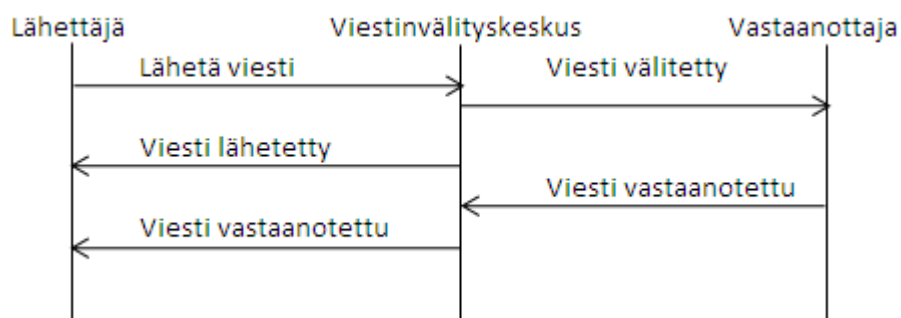 Lähettäjä Viestinvälityskeskus Vastaanottaja
Lähetä viesti Viesti välitetty
Viesti lähetetty
Viesti vastaanotettu
Viesti vastaanotettu